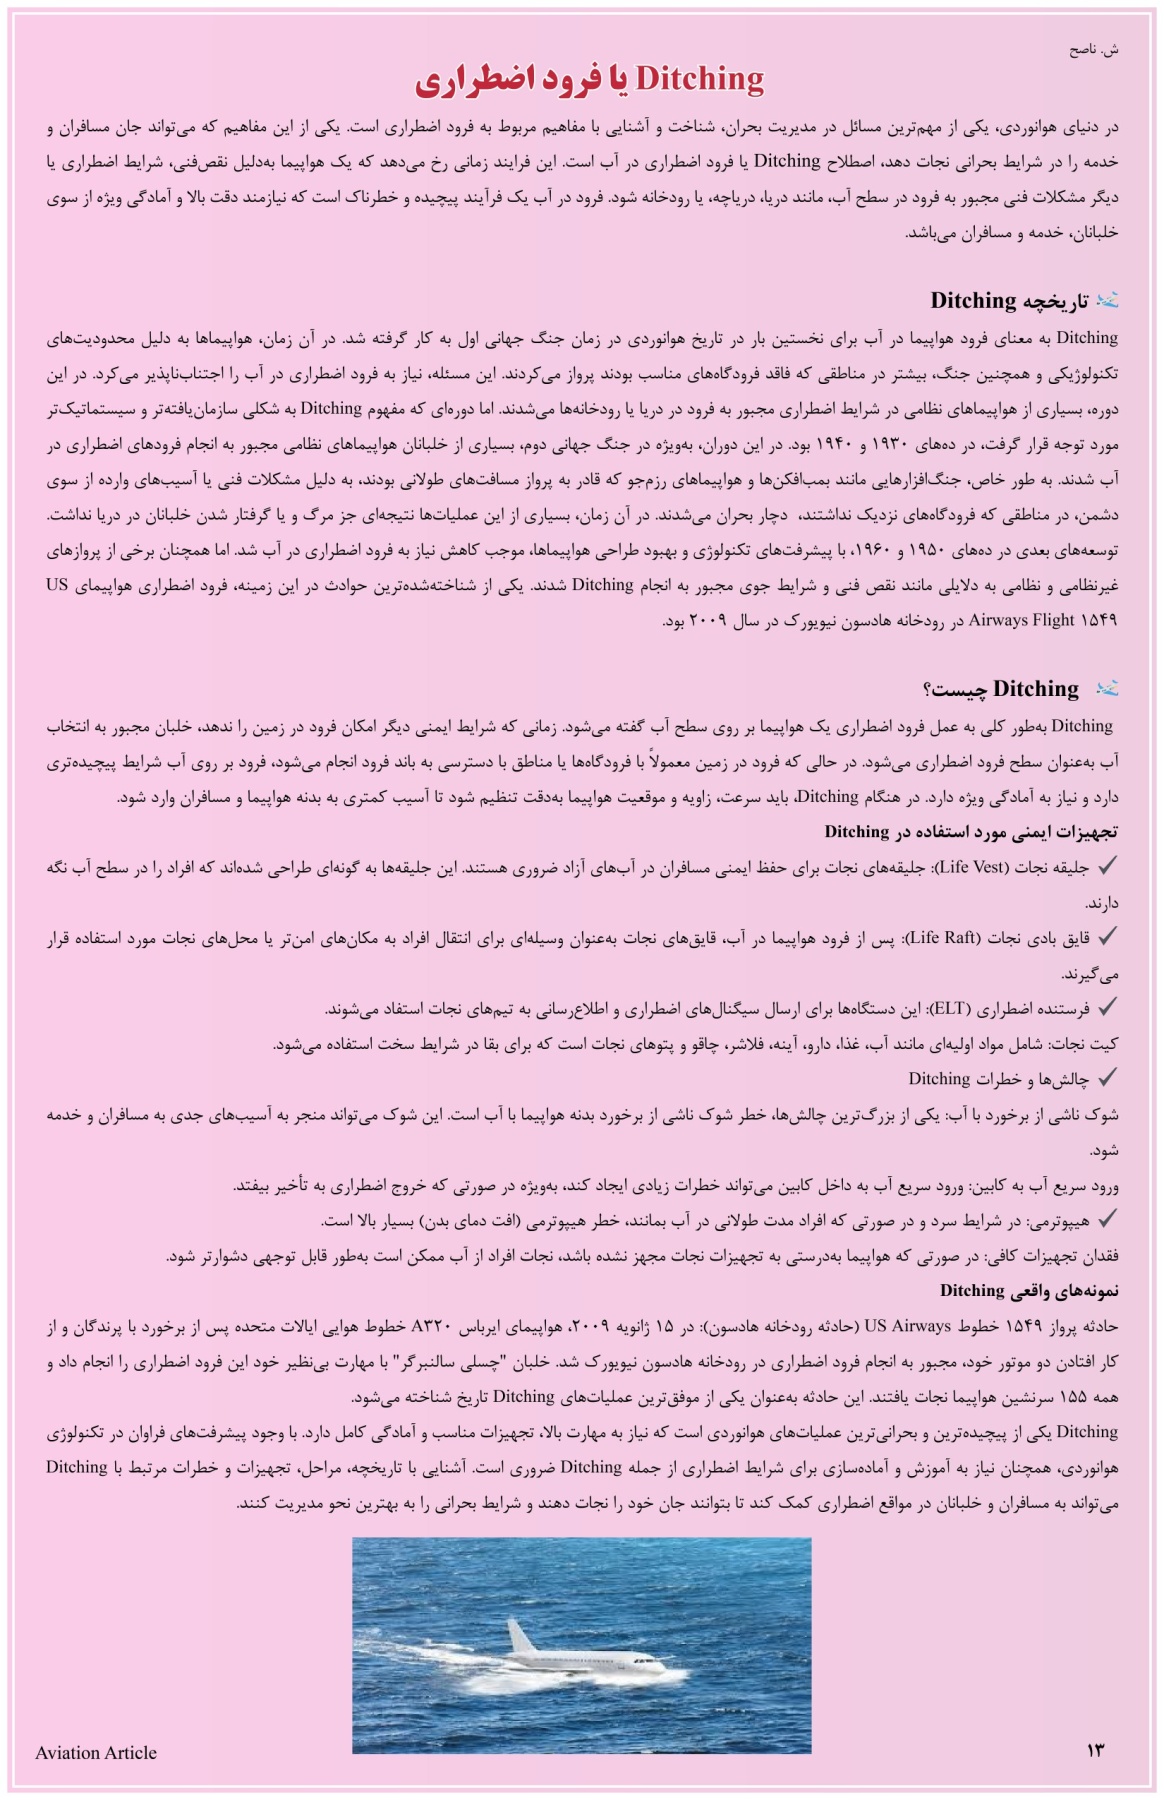 ش. ناصح
Ditching یا فرود اضطراری
در دنیای هوانوردی، یکی از مهم‌ترین مسائل در مدیریت بحران، شناخت و آشنایی با مفاهیم مربوط به فرود اضطراری است. یکی از این مفاهیم که می‌تواند جان مسافران و
خدمه را در شرایط بحرانی نجات دهد، اصطلاح Ditching یا فرود اضطراری در آب است. این فرایند زمانی رخ می‌دهد که یک هواپیما به‌دلیل نقص‌فنی، شرایط اضطراری یا
دیگر مشکلات فنی مجبور به فرود در سطح آب، مانند دریا، دریاچه، یا رودخانه شود. فرود در آب یک فرآیند پیچیده و خطرناک است که نیازمند دقت بالا و آمادگی ویژه از سوی
خلبانان، خدمه و مسافران می‌باشد.
تاریخچه Ditching
Ditching به معنای فرود هواپیما در آب برای نخستین بار در تاریخ هوانوردی در زمان جنگ جهانی اول به کار گرفته شد. در آن زمان، هواپیماها به دلیل محدودیت‌های
تکنولوژیکی و همچنین جنگ، بیشتر در مناطقی که فاقد فرودگاه‌های مناسب بودند پرواز می‌کردند. این مسئله، نیاز به فرود اضطراری در آب را اجتناب‌ناپذیر می‌کرد. در این
دوره، بسیاری از هواپیماهای نظامی در شرایط اضطراری مجبور به فرود در دریا یا رودخانه‌ها می‌شدند. اما دوره‌ای که مفهوم Ditching به شکلی سازمان‌یافته‌تر و سیستماتیک‌تر
مورد توجه قرار گرفت، در ده‌های ۱۹۳۰ و ۱۹۴۰ بود. در این دوران، به‌ویژه در جنگ جهانی دوم، بسیاری از خلبانان هواپیماهای نظامی مجبور به انجام فرودهای اضطراری در
آب شدند. به طور خاص، جنگ‌افزارهایی مانند بمب‌افکن‌ها و هواپیماهای رزم‌جو که قادر به پرواز مسافت‌های طولانی بودند، به دلیل مشکلات فنی یا آسیب‌های وارده از سوی
دشمن، در مناطقی که فرودگاه‌های نزدیک نداشتند، دچار بحران می‌شدند. در آن زمان، بسیاری از این عملیات‌ها نتیجه‌ای جز مرگ و یا گرفتار شدن خلبانان در دریا نداشت.
توسعه‌های بعدی در ده‌های ۱۹۵۰ و ۱۹۶۰، با پیشرفت‌های تکنولوژی و بهبود طراحی هواپیماها، موجب کاهش نیاز به فرود اضطراری در آب شد. اما همچنان برخی از پروازهای
غیرنظامی و نظامی به دلایلی مانند نقص فنی و شرایط جوی مجبور به انجام Ditching شدند. یکی از شناخته‌شده‌ترین حوادث در این زمینه، فرود اضطراری هواپیمای US
Airways Flight ۱۵۴۹ در رودخانه هادسون نیویورک در سال ۲۰۰۹ بود.
Ditching چیست؟
Ditching به‌طور کلی به عمل فرود اضطراری یک هواپیما بر روی سطح آب گفته می‌شود. زمانی که شرایط ایمنی دیگر امکان فرود در زمین را ندهد، خلبان مجبور به انتخاب
آب به‌عنوان سطح فرود اضطراری می‌شود. در حالی که فرود در زمین معمولاً با فرودگاه‌ها یا مناطق با دسترسی به باند فرود انجام می‌شود، فرود بر روی آب شرایط پیچیده‌تری
دارد و نیاز به آمادگی ویژه دارد. در هنگام Ditching، باید سرعت، زاویه و موقعیت هواپیما به‌دقت تنظیم شود تا آسیب کمتری به بدنه هواپیما و مسافران وارد شود.
تجهیزات ایمنی مورد استفاده در Ditching
✓ جلیقه نجات (Life Vest): جلیقه‌های نجات برای حفظ ایمنی مسافران در آب‌های آزاد ضروری هستند. این جلیقه‌ها به گونه‌ای طراحی شده‌اند که افراد را در سطح آب نگه
دارند.
✓ قایق بادی نجات (Life Raft): پس از فرود هواپیما در آب، قایق‌های نجات به‌عنوان وسیله‌ای برای انتقال افراد به مکان‌های امن‌تر یا محل‌های نجات مورد استفاده قرار
می‌گیرند.
✓ فرستنده اضطراری (ELT): این دستگاه‌ها برای ارسال سیگنال‌های اضطراری و اطلاع‌رسانی به تیم‌های نجات استفاد می‌شوند.
کیت نجات: شامل مواد اولیه‌ای مانند آب، غذا، دارو، آینه، فلاشر، چاقو و پتوهای نجات است که برای بقا در شرایط سخت استفاده می‌شود.
✓ چالش‌ها و خطرات Ditching
شوک ناشی از برخورد با آب: یکی از بزرگ‌ترین چالش‌ها، خطر شوک ناشی از برخورد بدنه هواپیما با آب است. این شوک می‌تواند منجر به آسیب‌های جدی به مسافران و خدمه
شود.
ورود سریع آب به کابین: ورود سریع آب به داخل کابین می‌تواند خطرات زیادی ایجاد کند، به‌ویژه در صورتی که خروج اضطراری به تأخیر بیفتد.
✓ هیپوترمی: در شرایط سرد و در صورتی که افراد مدت طولانی در آب بمانند، خطر هیپوترمی (افت دمای بدن) بسیار بالا است.
فقدان تجهیزات کافی: در صورتی که هواپیما به‌درستی به تجهیزات نجات مجهز نشده باشد، نجات افراد از آب ممکن است به‌طور قابل توجهی دشوارتر شود.
نمونه‌های واقعی Ditching
حادثه پرواز ۱۵۴۹ خطوط US Airways (حادثه رودخانه هادسون): در ۱۵ ژانویه ۲۰۰۹، هواپیمای ایرباس A۳۲۰ خطوط هوایی ایالات متحده پس از برخورد با پرندگان و از
کار افتادن دو موتور خود، مجبور به انجام فرود اضطراری در رودخانه هادسون نیویورک شد. خلبان "چسلی سالنبرگر" با مهارت بی‌نظیر خود این فرود اضطراری را انجام داد و
همه ۱۵۵ سرنشین هواپیما نجات یافتند. این حادثه به‌عنوان یکی از موفق‌ترین عملیات‌های Ditching تاریخ شناخته می‌شود.
Ditching یکی از پیچیده‌ترین و بحرانی‌ترین عملیات‌های هوانوردی است که نیاز به مهارت بالا، تجهیزات مناسب و آمادگی کامل دارد. با وجود پیشرفت‌های فراوان در تکنولوژی
هوانوردی، همچنان نیاز به آموزش و آماده‌سازی برای شرایط اضطراری از جمله Ditching ضروری است. آشنایی با تاریخچه، مراحل، تجهیزات و خطرات مرتبط با Ditching
می‌تواند به مسافران و خلبانان در مواقع اضطراری کمک کند تا بتوانند جان خود را نجات دهند و شرایط بحرانی را به بهترین نحو مدیریت کنند.
Aviation Article
۱۳